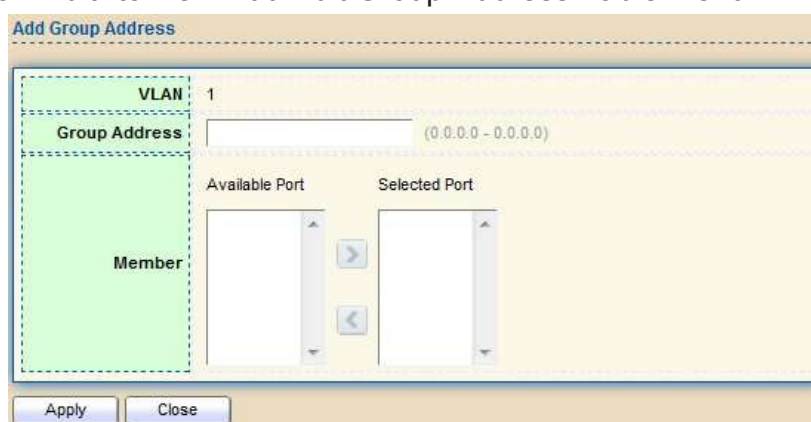 Add Group Address
VLAN 1
Group Address (0.0.0.0 - 0.0.0.0)
Available Port Selected Port
Member
Apply Close